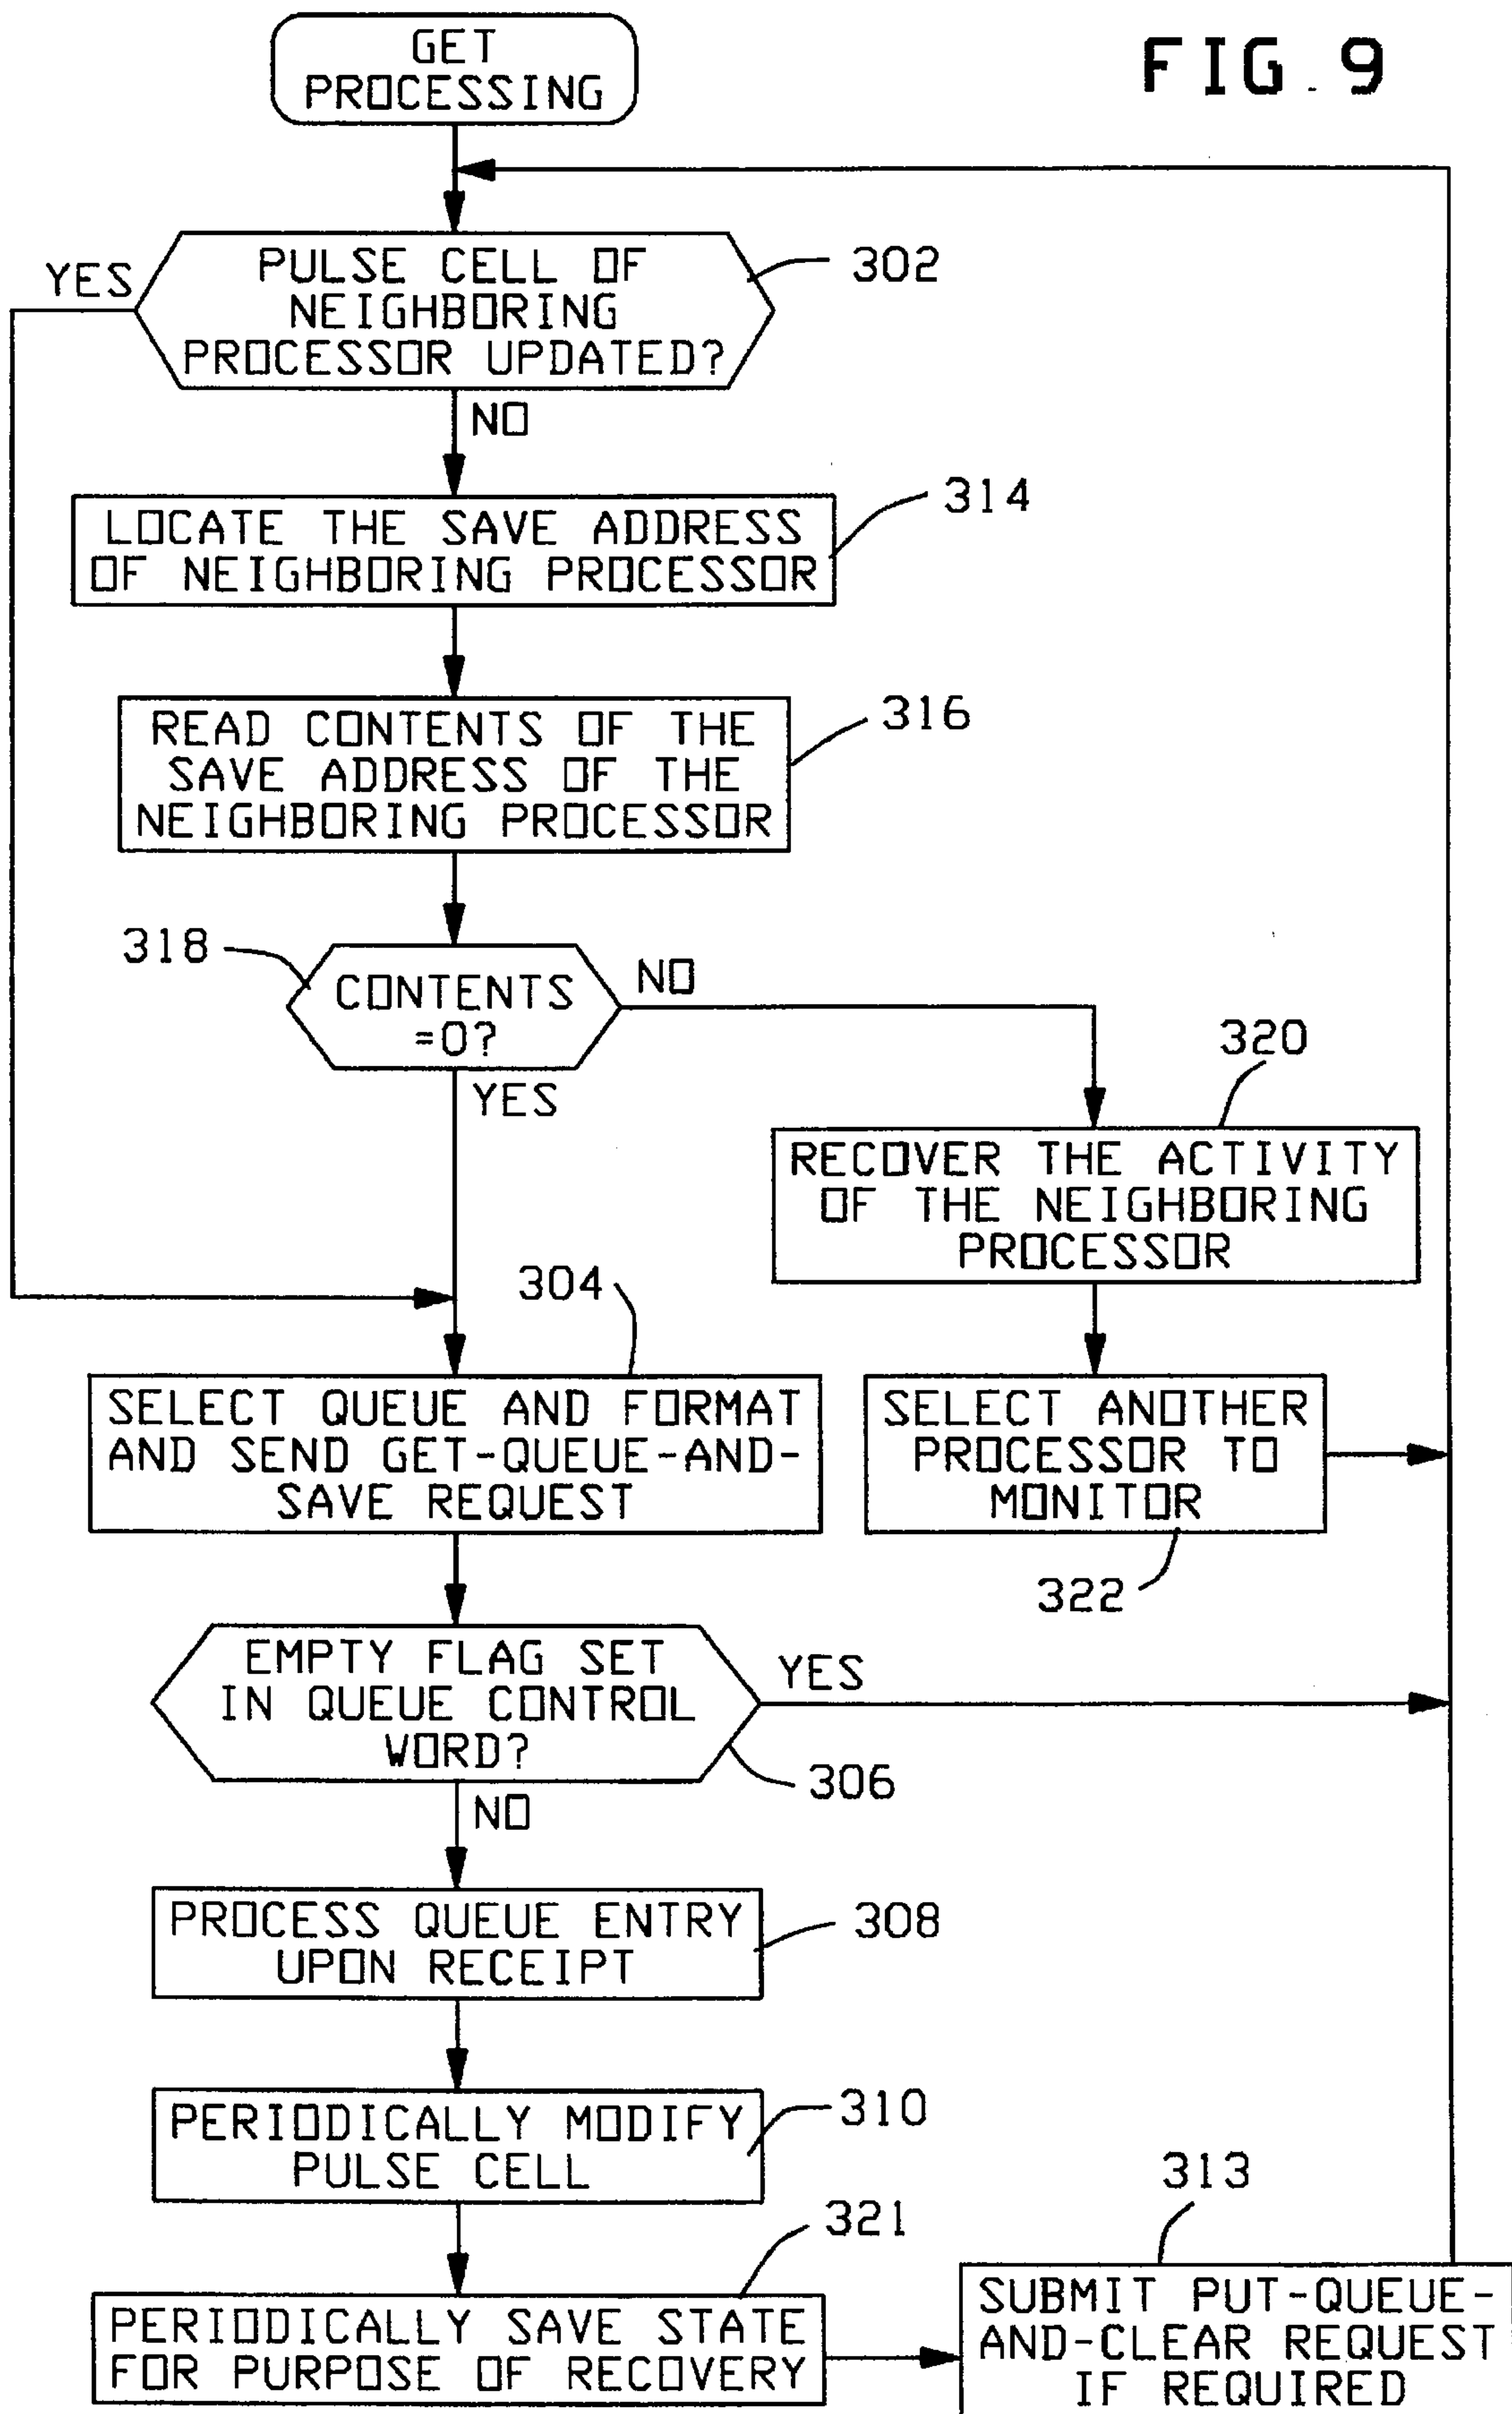 GET
PROCESSING
FIG. 9
YES
PULSE CELL OF
NEIGHBORING
PROCESSOR UPDATED?
302
NO
LOCATE THE SAVE ADDRESS
OF NEIGHBORING PROCESSOR
314
READ CONTENTS OF THE
SAVE ADDRESS OF THE
NEIGHBORING PROCESSOR
316
318
CONTENTS
=0?
NO
YES
320
RECOVER THE ACTIVITY
OF THE NEIGHBORING
PROCESSOR
304
SELECT QUEUE AND FORMAT
AND SEND GET-QUEUE-AND-
SAVE REQUEST
SELECT ANOTHER
PROCESSOR TO
MONITOR
322
EMPTY FLAG SET
IN QUEUE CONTROL
WORD?
YES
306
NO
PROCESS QUEUE ENTRY
UPON RECEIPT
308
PERIODICALLY MODIFY
PULSE CELL
310
321
PERIODICALLY SAVE STATE
FOR PURPOSE OF RECOVERY
313
SUBMIT PUT-QUEUE-
AND-CLEAR REQUEST
IF REQUIRED